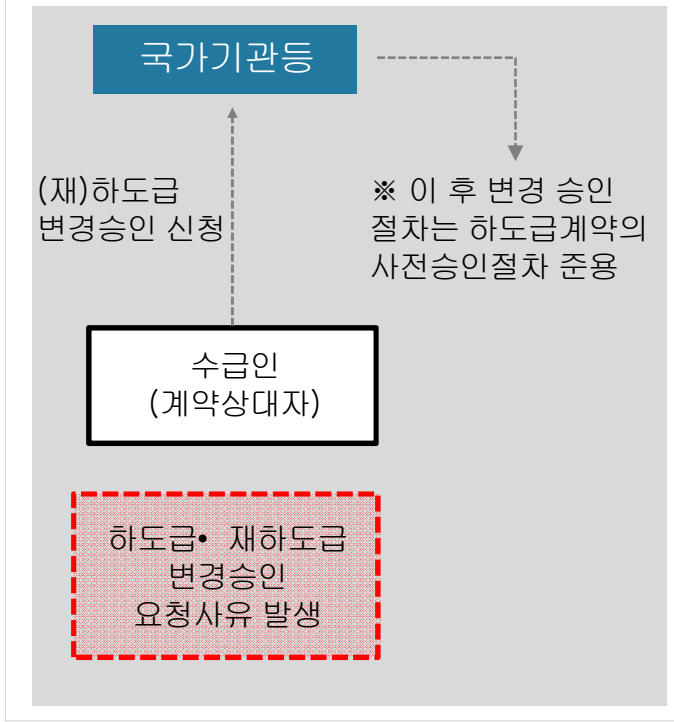 국가기관등
(재)하도급
변경승인 신청
※ 이 후 변경 승인
절차는 하도급계약의
사전승인절차 준용
수급인
(계약상대자)
하도급• 재하도급
변경승인
요청사유 발생